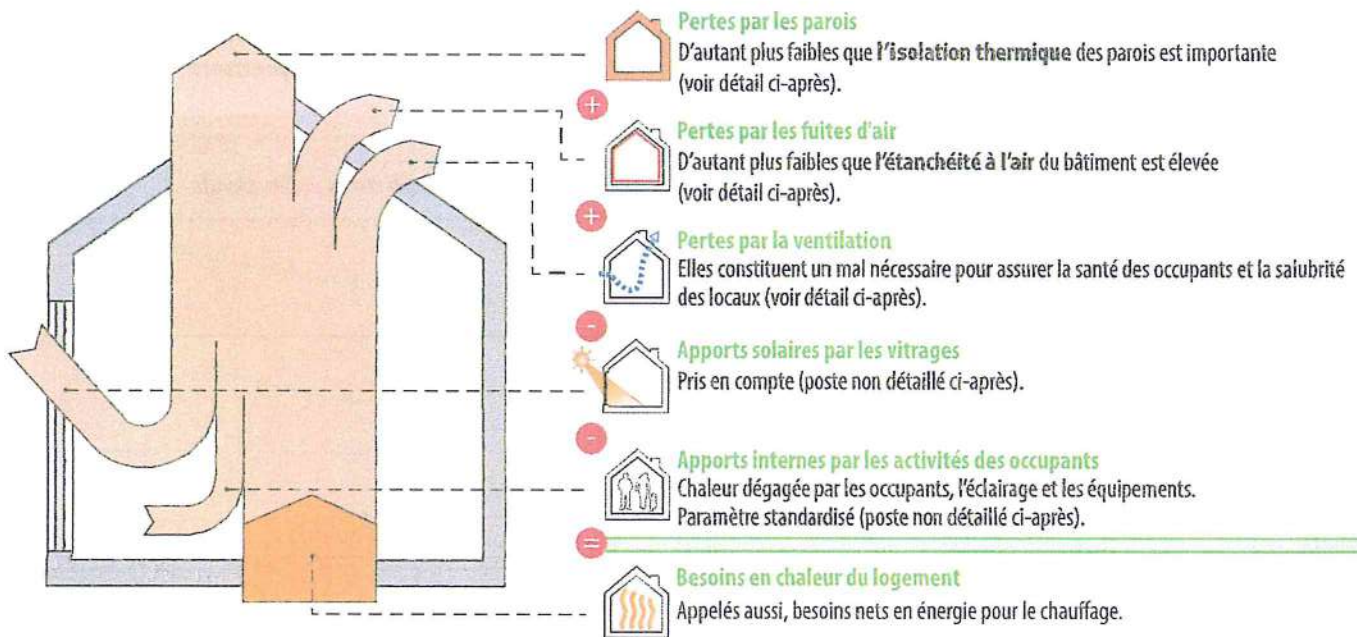 Pertes par les parois
D'autant plus faibles que l'isolation thermique des parois est importante
(voir détail ci-après).
+
Pertes par les fuites d'air
D'autant plus faibles que l'étanchéité à l'air du bâtiment est élevée
(voir détail ci-après).
+
Pertes par la ventilation
Elles constituent un mal nécessaire pour assurer la santé des occupants et la salubrité
des locaux (voir détail ci-après).
-
Apports solaires par les vitrages
Pris en compte (poste non détaillé ci-après).
-
Apports internes par les activités des occupants
Chaleur dégagée par les occupants, l'éclairage et les équipements.
Paramètre standardisé (poste non détaillé ci-après).
=
Besoins en chaleur du logement
Appelés aussi, besoins nets en énergie pour le chauffage.